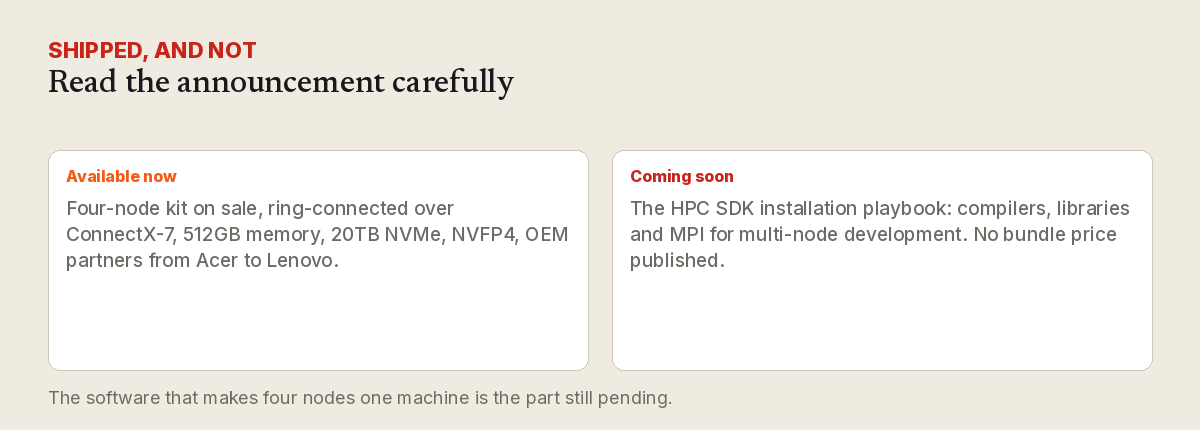 SHIPPED, AND NOT
Read the announcement carefully
Available now
Four-node kit on sale, ring-connected over
ConnectX-7, 512GB memory, 20TB NVMe, NVFP4, OEM
partners from Acer to Lenovo.
Coming soon
The HPC SDK installation playbook: compilers, libraries
and MPI for multi-node development. No bundle price
published.
The software that makes four nodes one machine is the part still pending.